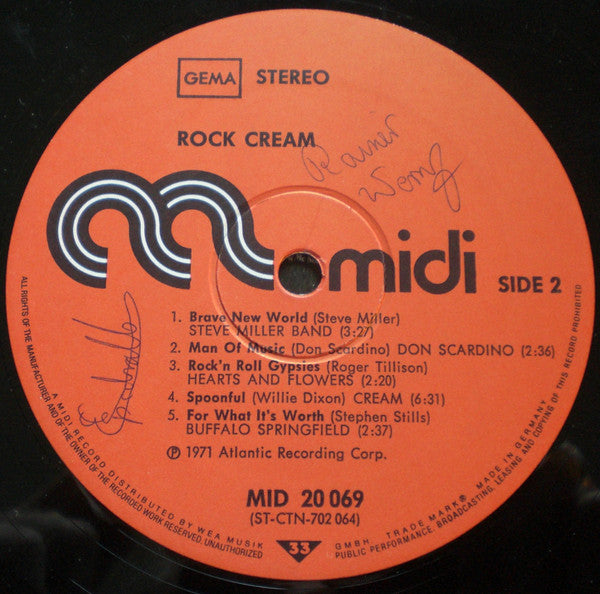 GEMA STEREO
ROCK CREAM
Rainer
midi
SIDE 2
1. Brave New World (Steve Miller)
STEVE MILLER BAND (3:27)
2. Man Of Music (Don Scardino) DON SCARDINO (2:36)
3. Rock'n Roll Gypsies (Roger Tillison)
HEARTS AND FLOWERS (2:20)
4. Spoonful (Willie Dixon) CREAM (6:31)
5. For What It's Worth (Stephen Stills)
BUFFALO SPRINGFIELD (2:37)
℗ 1971 Atlantic Recording Corp.
MID 20 069
(ST-CTN-702 064)
33
A MIDI RECORD DISTRIBUTED BY WEA MUSIK GMBH TRADE MARK® MADE IN GERMANY
ALL RIGHTS OF THE MANUFACTURER AND OF THE OWNER OF THE RECORDED WORK RESERVED. UNAUTHORIZED PUBLIC PERFORMANCE, BROADCASTING, LEASING AND COPYING OF THIS RECORD PROHIBITED